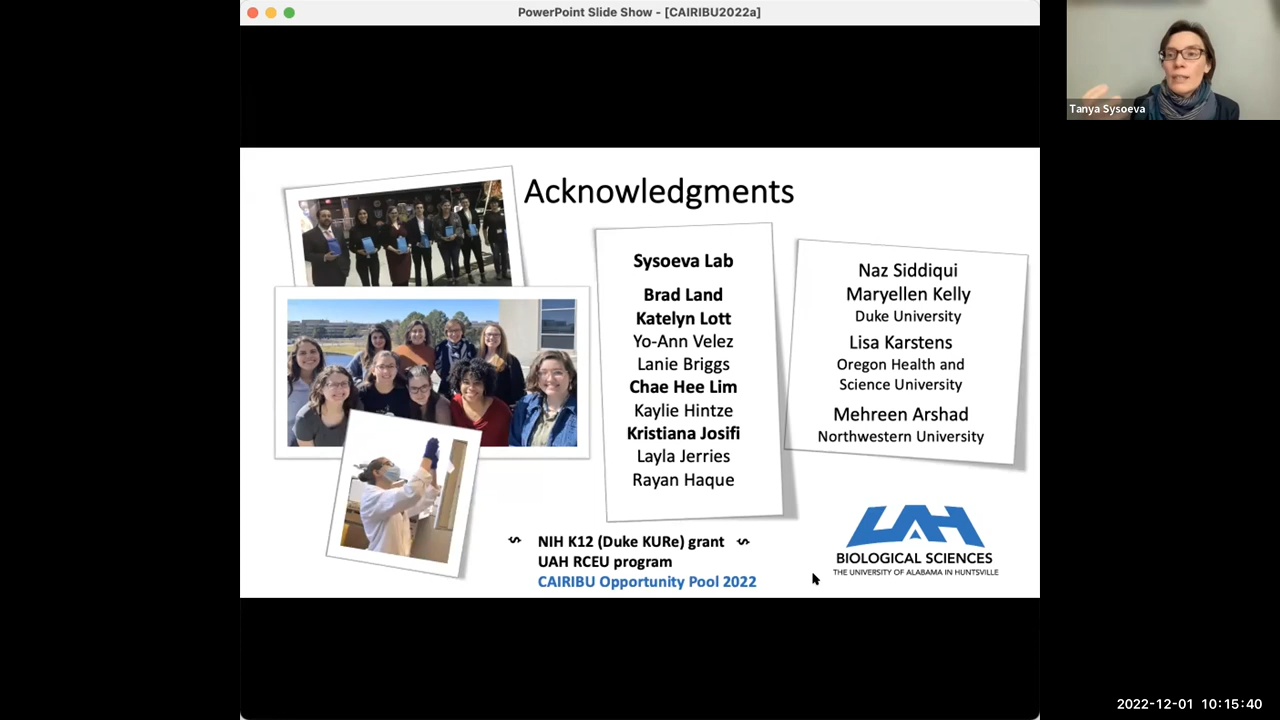 PowerPoint Slide Show - [CAIRIBU2022a]
Tanya Sysoeva
Acknowledgments
Sysoeva Lab
Brad Land
Katelyn Lott
Yo-Ann Velez
Lanie Briggs
Chae Hee Lim
Kaylie Hintze
Kristiana Josifi
Layla Jerries
Rayan Haque
Naz Siddiqui
Maryellen Kelly
Duke University
Lisa Karstens
Oregon Health and
Science University
Mehreen Arshad
Northwestern University
NIH K12 (Duke KURe) grant
UAH RCEU program
CAIRIBU Opportunity Pool 2022
UAH
BIOLOGICAL SCIENCES
THE UNIVERSITY OF ALABAMA IN HUNTSVILLE
2022-12-01 10:15:40